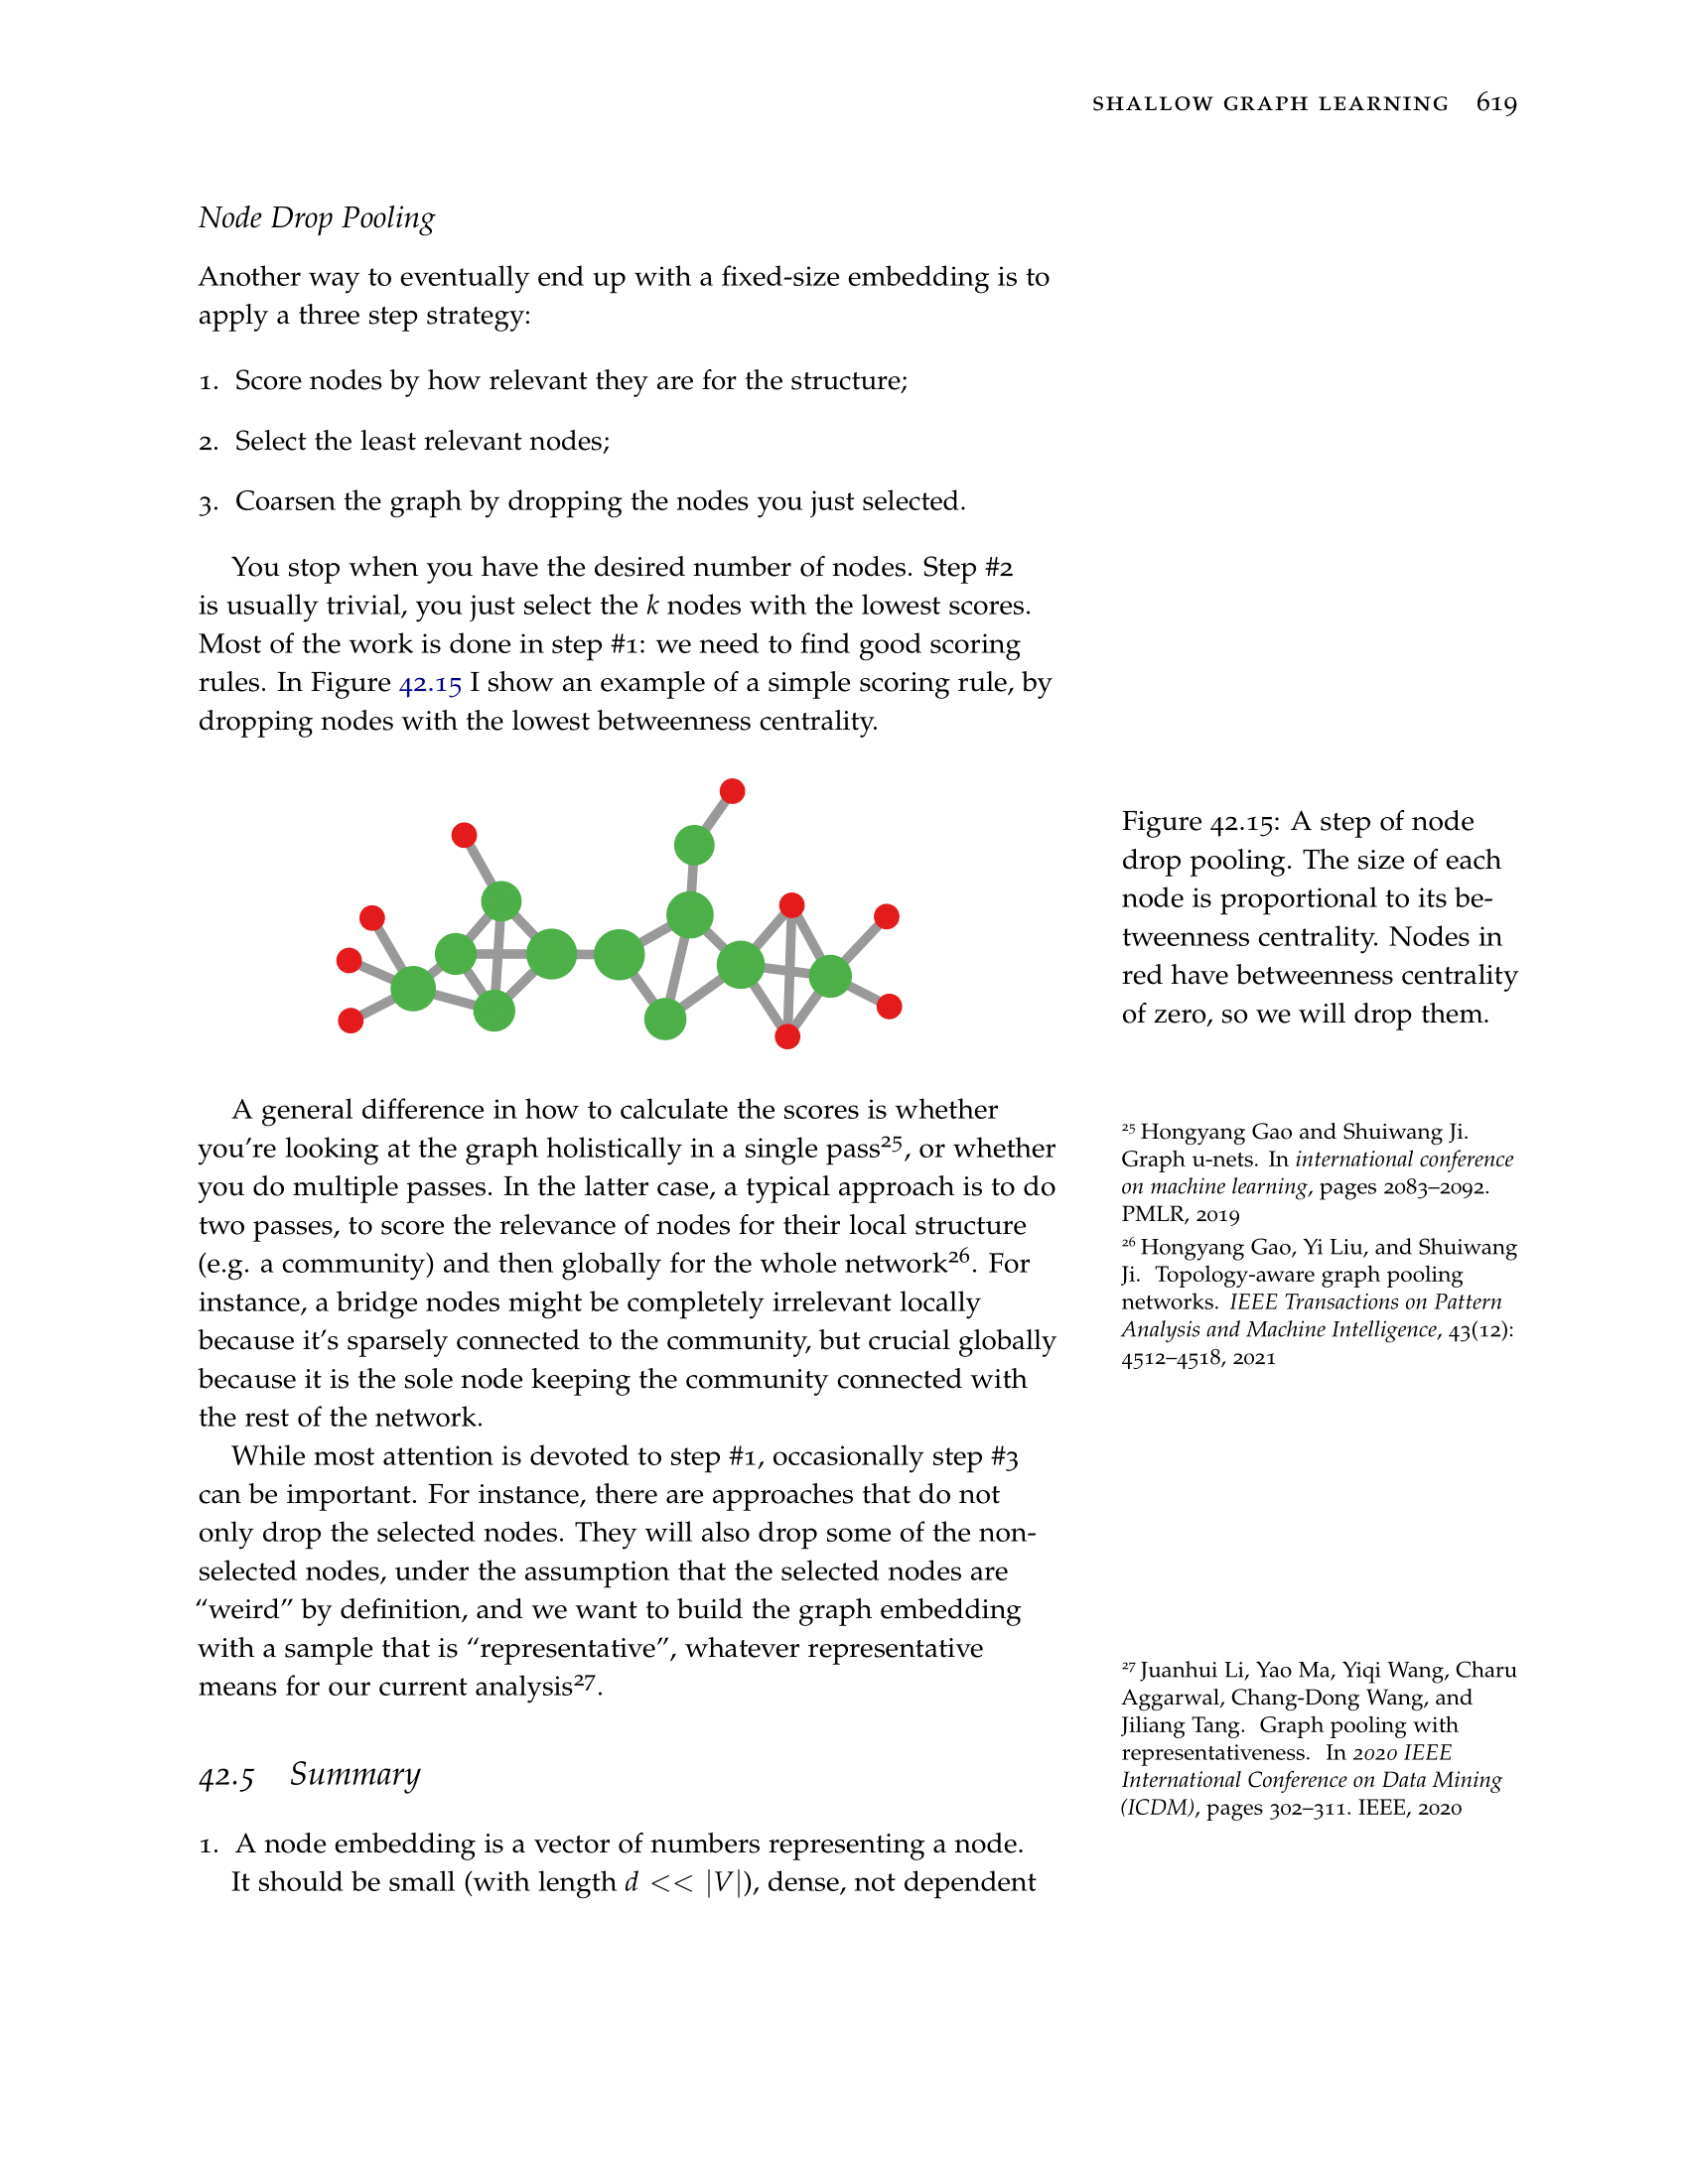 SHALLOW GRAPH LEARNING 619
Node Drop Pooling
Another way to eventually end up with a fixed-size embedding is to
apply a three step strategy:
1. Score nodes by how relevant they are for the structure;
2. Select the least relevant nodes;
3. Coarsen the graph by dropping the nodes you just selected.
You stop when you have the desired number of nodes. Step #2
is usually trivial, you just select the k nodes with the lowest scores.
Most of the work is done in step #1: we need to find good scoring
rules. In Figure 42.15 I show an example of a simple scoring rule, by
dropping nodes with the lowest betweenness centrality.
Figure 42.15: A step of node
drop pooling. The size of each
node is proportional to its be-
tweenness centrality. Nodes in
red have betweenness centrality
of zero, so we will drop them.
A general difference in how to calculate the scores is whether
you're looking at the graph holistically in a single pass25, or whether
you do multiple passes. In the latter case, a typical approach is to do
two passes, to score the relevance of nodes for their local structure
(e.g. a community) and then globally for the whole network26. For
instance, a bridge nodes might be completely irrelevant locally
because it's sparsely connected to the community, but crucial globally
because it is the sole node keeping the community connected with
the rest of the network.
25 Hongyang Gao and Shuiwang Ji.
Graph u-nets. In international conference
on machine learning, pages 2083–2092.
PMLR, 2019
26 Hongyang Gao, Yi Liu, and Shuiwang
Ji. Topology-aware graph pooling
networks. IEEE Transactions on Pattern
Analysis and Machine Intelligence, 43(12):
4512–4518, 2021
While most attention is devoted to step #1, occasionally step #3
can be important. For instance, there are approaches that do not
only drop the selected nodes. They will also drop some of the non-
selected nodes, under the assumption that the selected nodes are
“weird” by definition, and we want to build the graph embedding
with a sample that is “representative”, whatever representative
means for our current analysis27.
27 Juanhui Li, Yao Ma, Yiqi Wang, Charu
Aggarwal, Chang-Dong Wang, and
Jiliang Tang. Graph pooling with
representativeness. In 2020 IEEE
International Conference on Data Mining
(ICDM), pages 302–311. IEEE, 2020
42.5 Summary
1. A node embedding is a vector of numbers representing a node.
It should be small (with length d << |V|), dense, not dependent